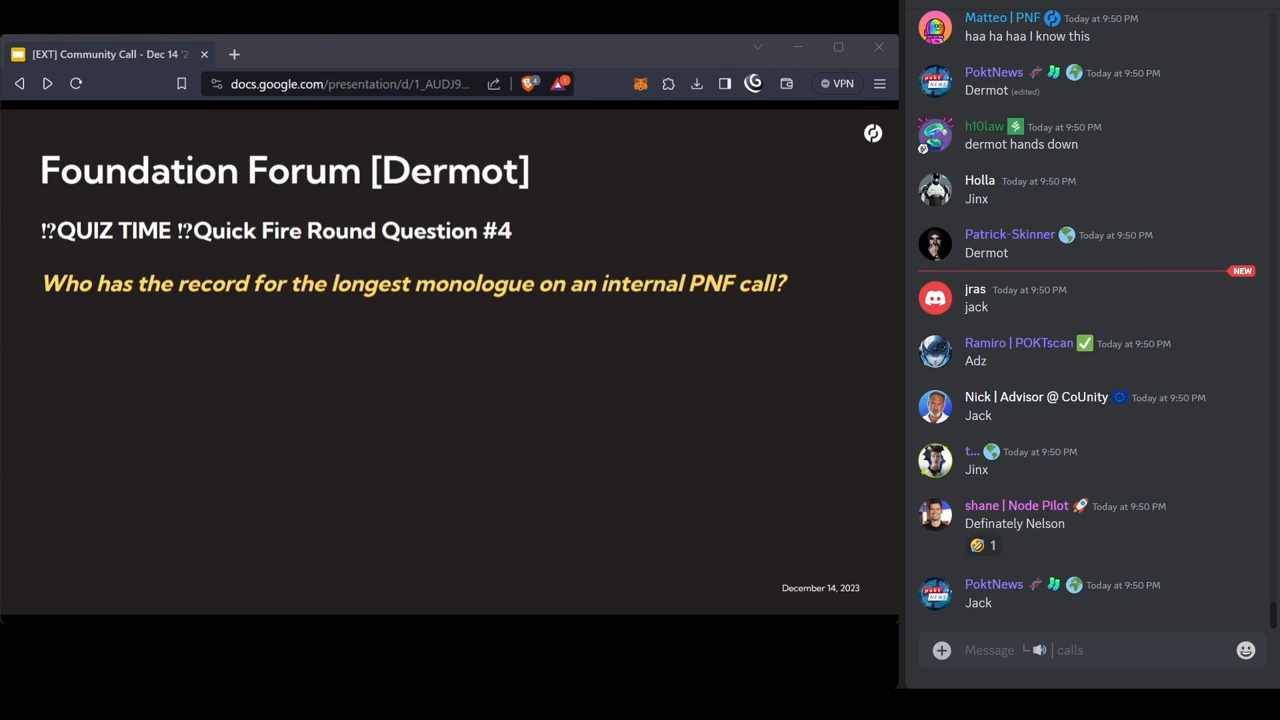 [EXT] Community Call - Dec 14 '2
docs.google.com/presentation/d/1_AUDJ9...
4
1
VPN
Foundation Forum [Dermot]
⁉️QUIZ TIME ⁉️Quick Fire Round Question #4
Who has the record for the longest monologue on an internal PNF call?
December 14, 2023
Matteo | PNF Today at 9:50 PM
haa ha haa I know this
PoktNews Today at 9:50 PM
Dermot (edited)
h10law Today at 9:50 PM
dermot hands down
Holla Today at 9:50 PM
Jinx
Patrick-Skinner Today at 9:50 PM
Dermot
NEW
jras Today at 9:50 PM
jack
Ramiro | POKTscan Today at 9:50 PM
Adz
Nick | Advisor @ CoUnity Today at 9:50 PM
Jack
t... Today at 9:50 PM
Jinx
shane | Node Pilot Today at 9:50 PM
Definately Nelson
🤣 1
PoktNews Today at 9:50 PM
POKT NEWS
Jack
Message └🔊 | calls